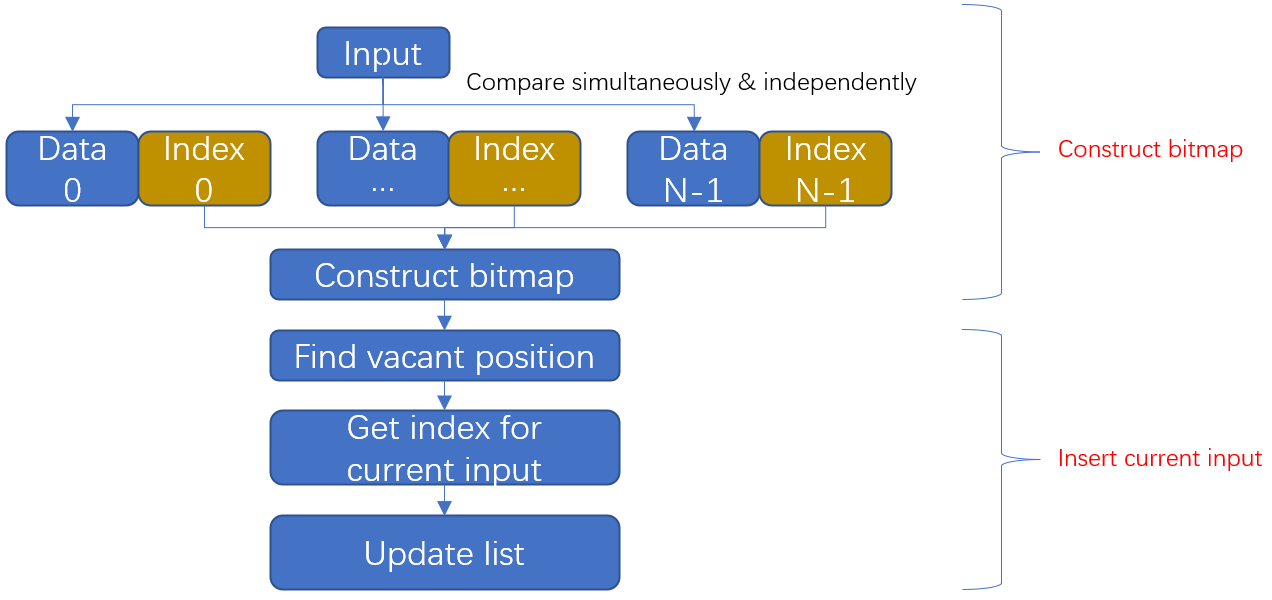 Input
Compare simultaneously & independently
Data
0
Index
0
Data
...
Index
...
Data
N-1
Index
N-1
Construct bitmap
Construct bitmap
Find vacant position
Get index for
current input
Insert current input
Update list